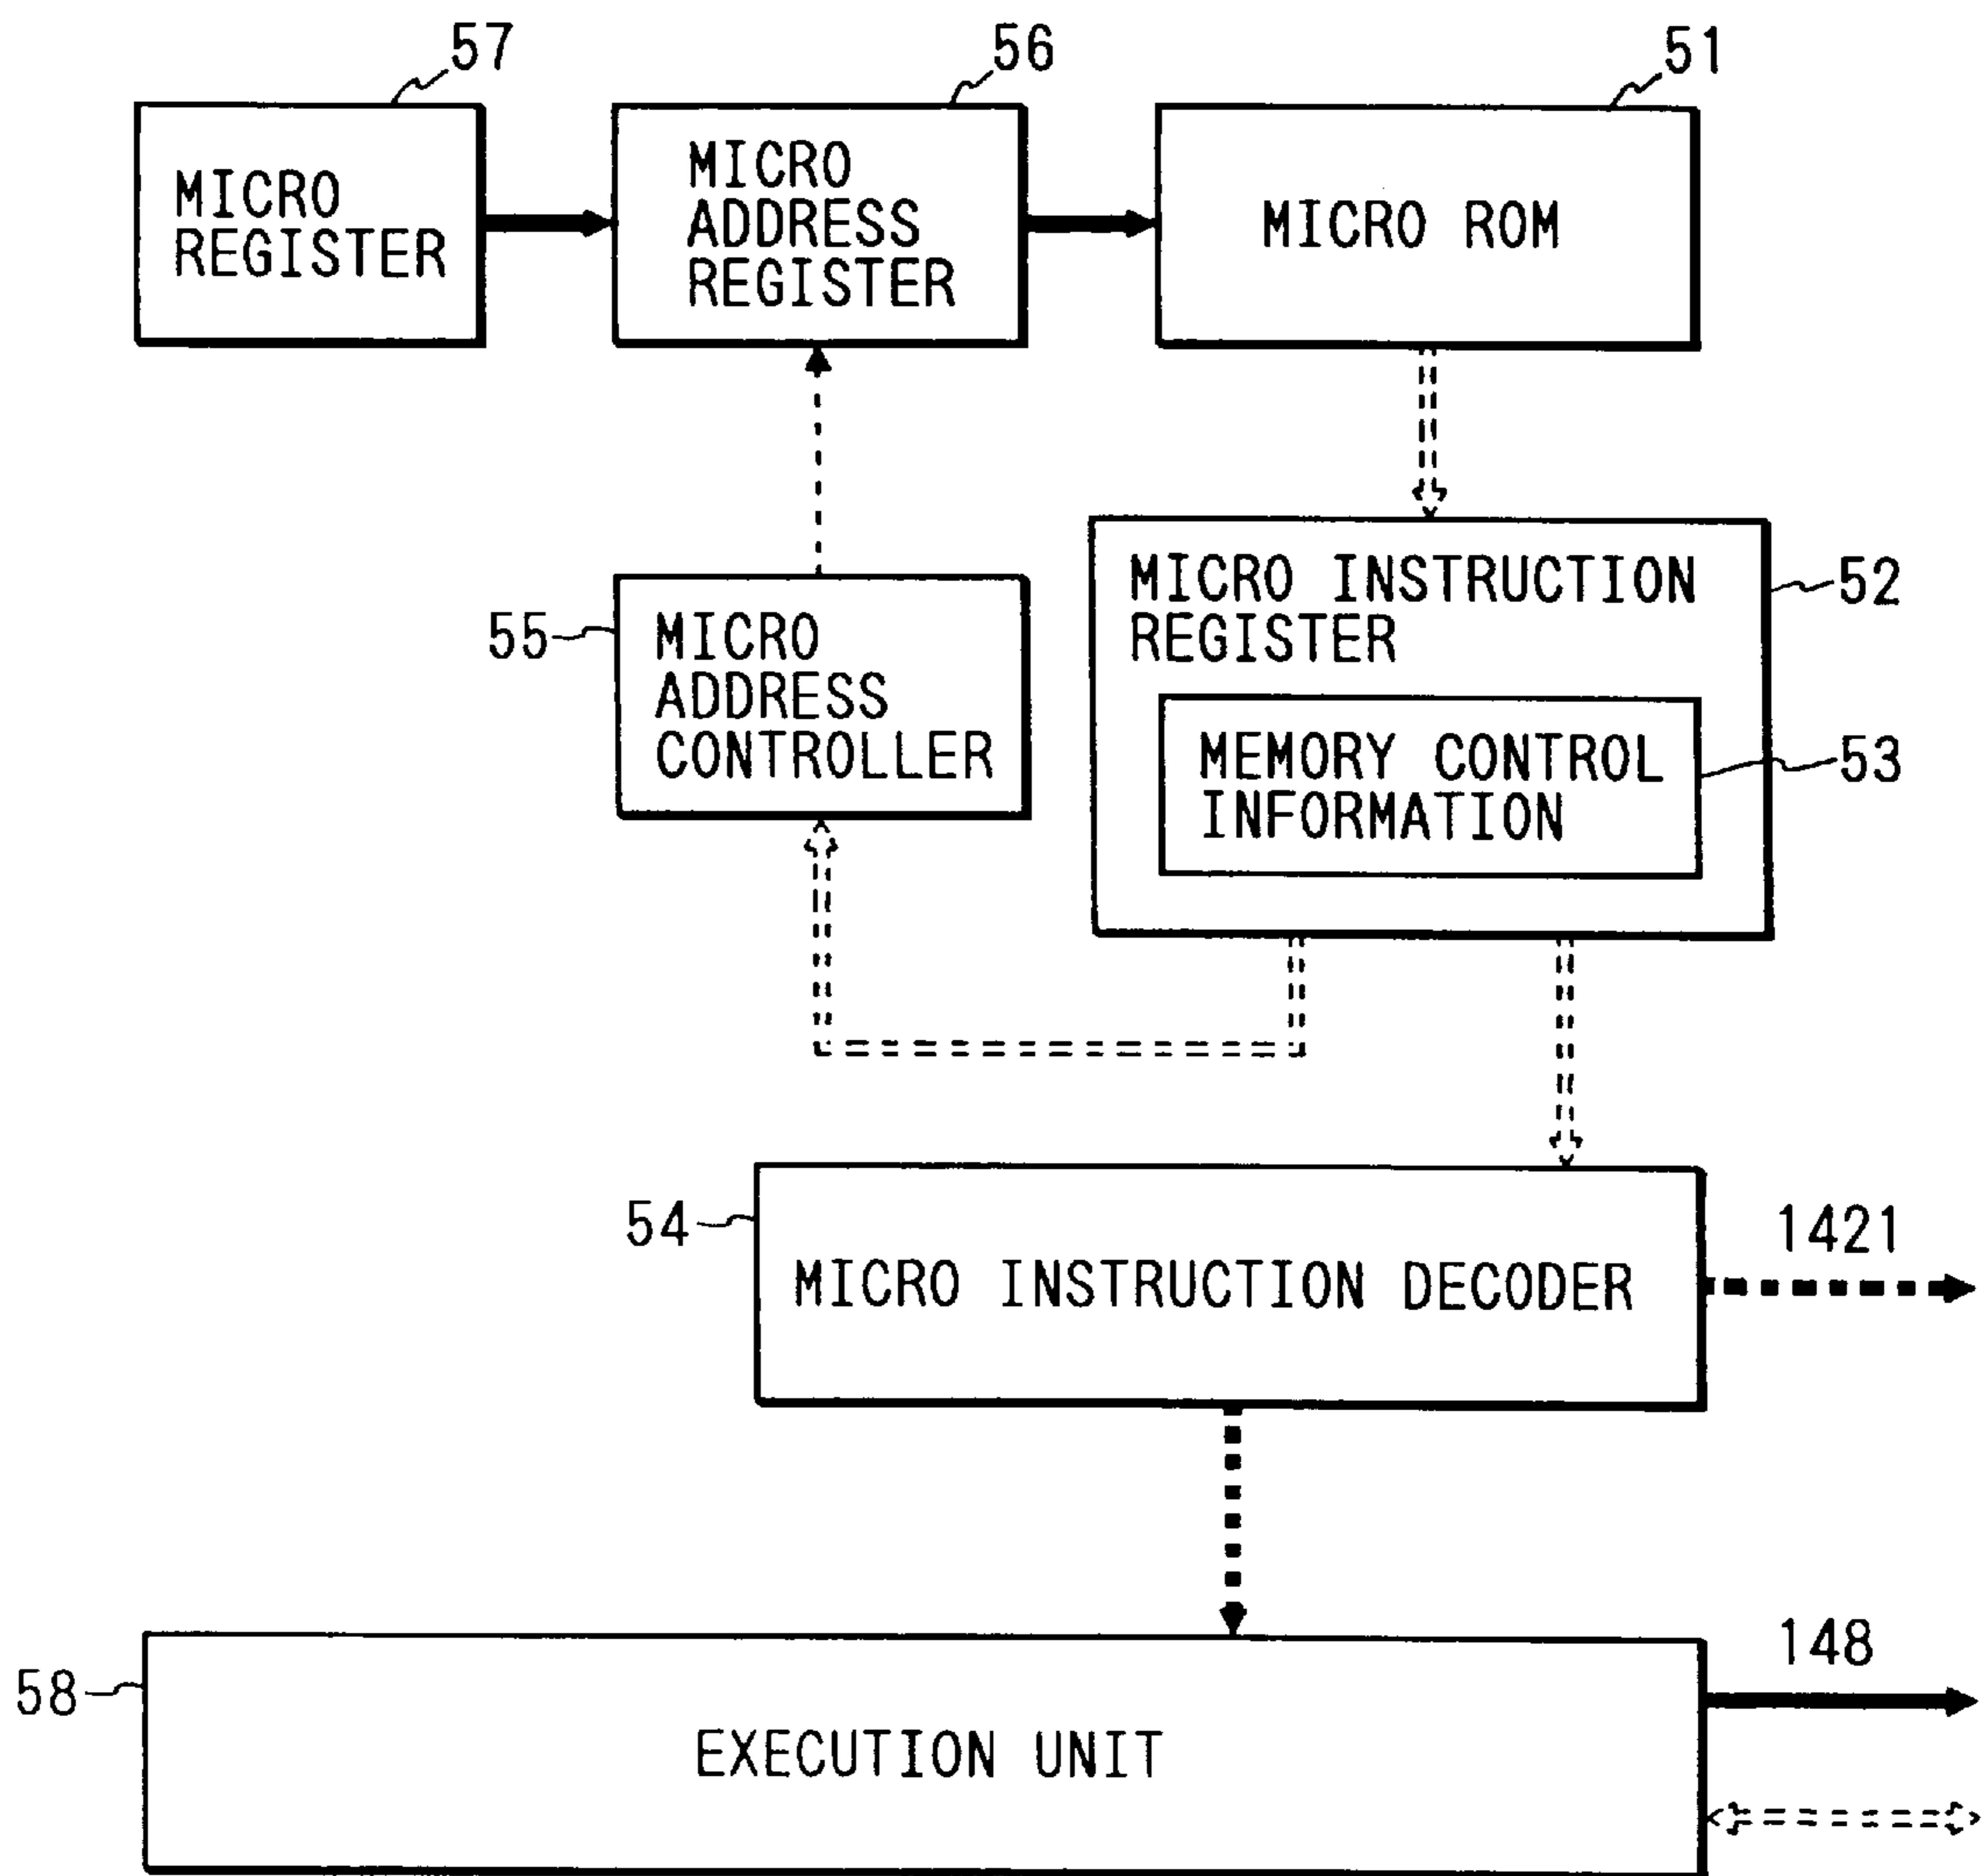 57
56
51
MICRO
REGISTER
MICRO
ADDRESS
REGISTER
MICRO ROM
55
MICRO
ADDRESS
CONTROLLER
MICRO INSTRUCTION
REGISTER
52
MEMORY CONTROL
INFORMATION
53
54
MICRO INSTRUCTION DECODER
1421
58
EXECUTION UNIT
148